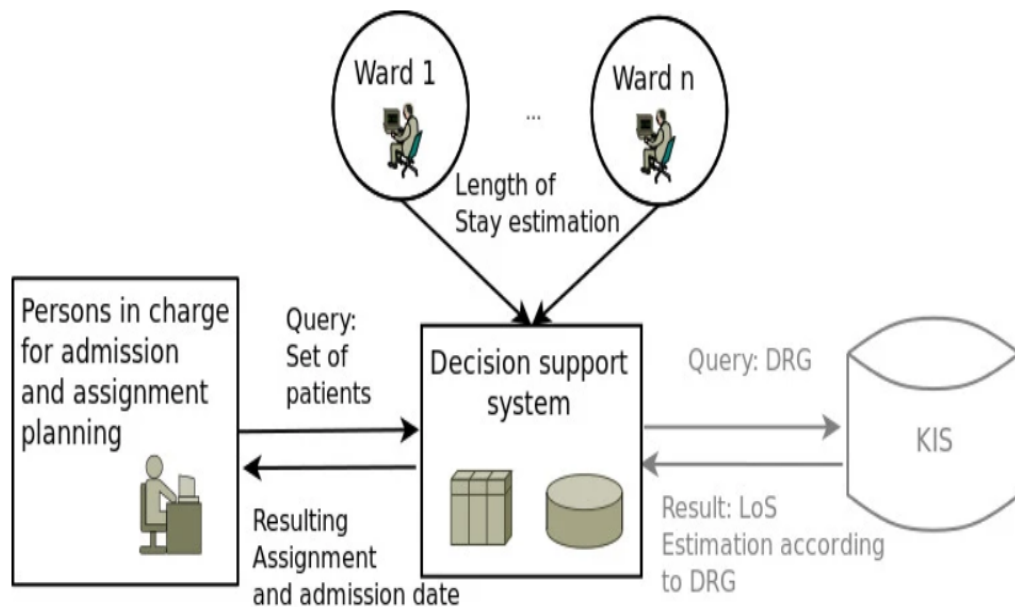 Ward 1
...
Ward n
Length of
Stay estimation
Persons in charge
for admission
and assignment
planning
Query:
Set of
patients
Resulting
Assignment
and admission date
Decision support
system
Query: DRG
Result: LoS
Estimation according
to DRG
KIS